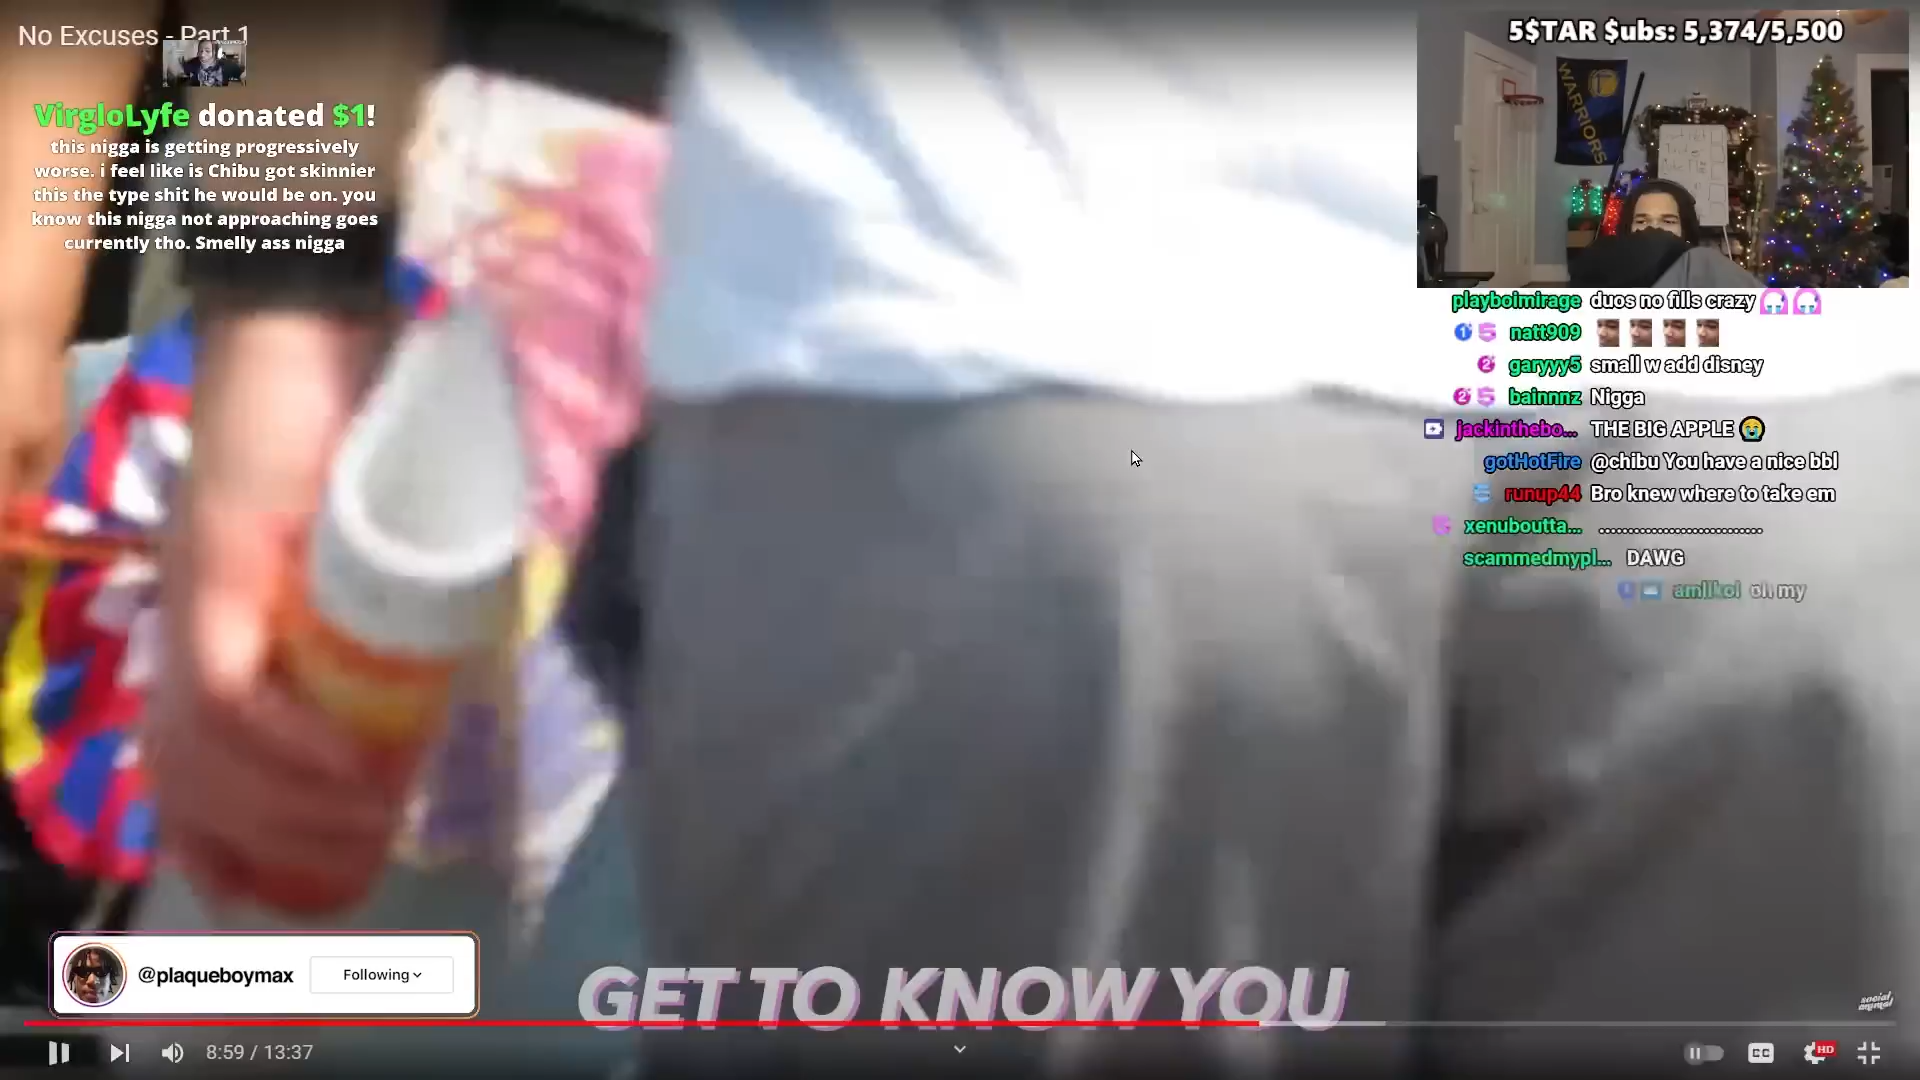 No Excuses - Part 1
VirgloLyfe donated $1!
this nigga is getting progressively
worse. i feel like is Chibu got skinnier
this the type shit he would be on. you
know this nigga not approaching goes
currently tho. Smelly ass nigga
5$TAR $ubs: 5,374/5,500
WARRIORS
playboimirage duos no fills crazy
natt909
garyyy5 small w add disney
bainnnz Nigga
jackinthebo... THE BIG APPLE 😭
gotHotFire @chibu You have a nice bbl
runup44 Bro knew where to take em
xenuboutta... ............................
scammedmypl... DAWG
amllkol oh my
@plaqueboymax Following
GET TO KNOW YOU
social animal
8:59 / 13:37
CC
HD